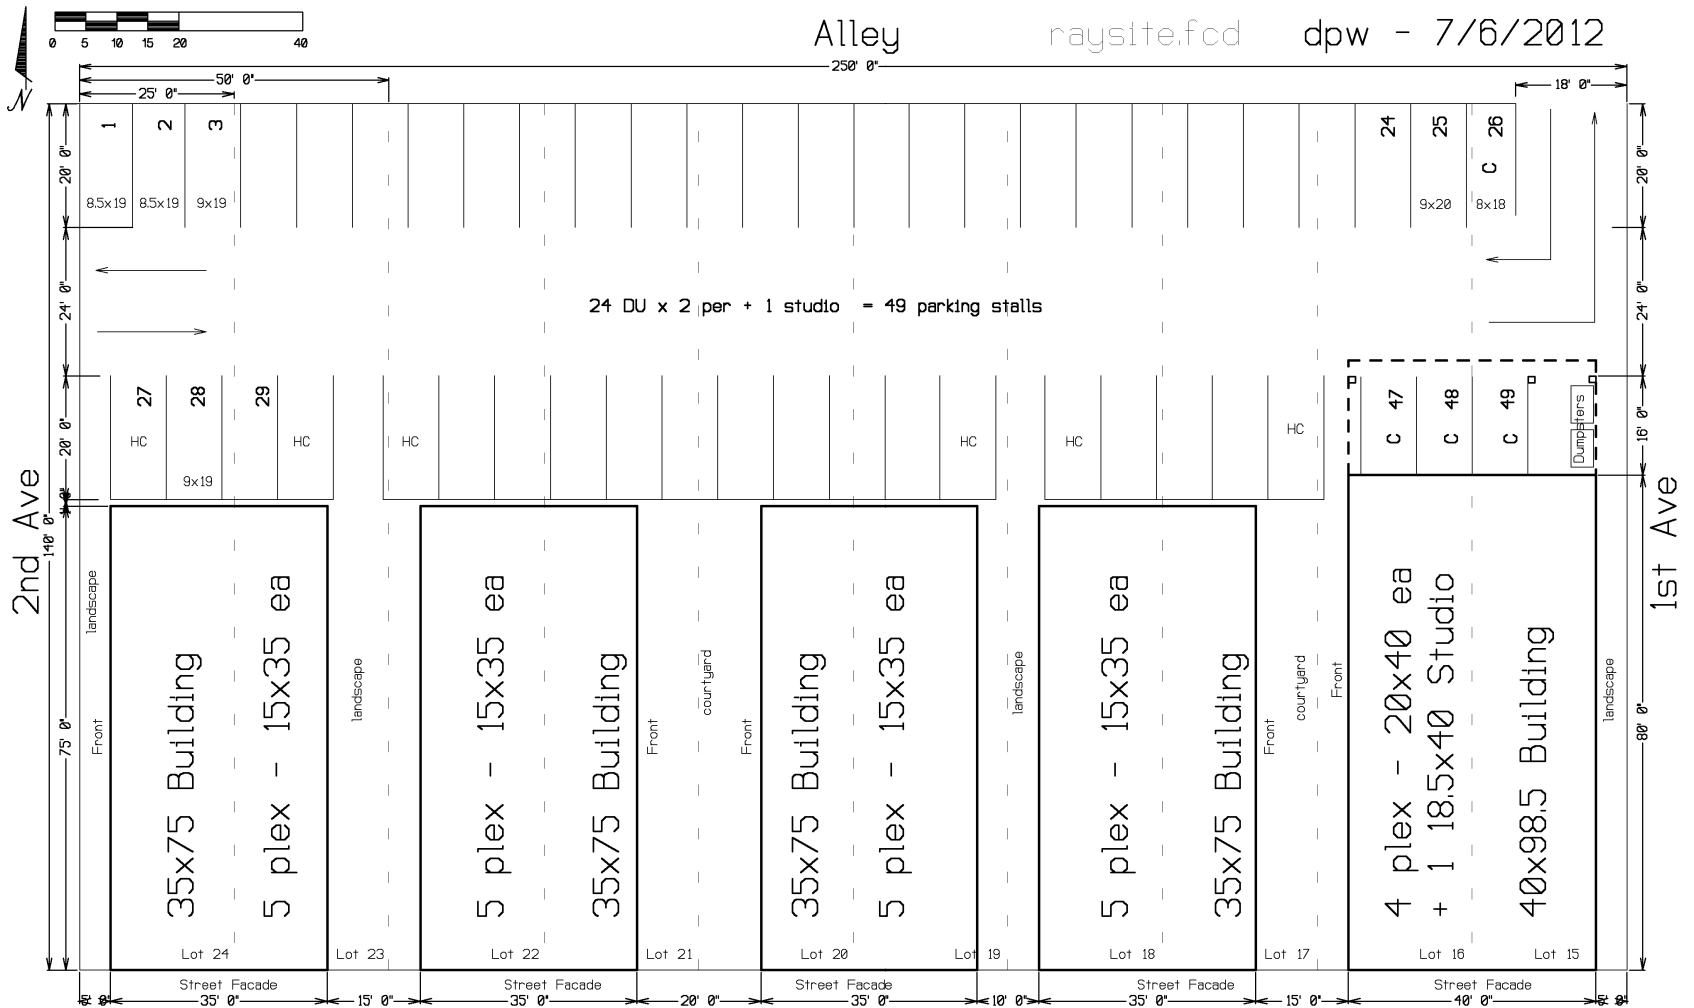 Alley raysite.fcd dpw - 7/6/2012
0 5 10 15 20 40
N
250' 0"
50' 0"
25' 0"
18' 0"
1 2 3 24 25 26
C
8.5x19 8.5x19 9x19 9x20 8x18
20' 0"
20' 0"
24' 0"
24' 0"
24 DU x 2 per + 1 studio = 49 parking stalls
27 28 29 47 48 49
HC HC HC HC HC HC C C C
9x19
Dumpsters
20' 0"
16' 0"
2nd Ave
140' 0"
75' 0"
1st Ave
80' 0"
landscape
Front
35x75 Building
5 plex - 15x35 ea
landscape
5 plex - 15x35 ea
35x75 Building
Front
courtyard
Front
35x75 Building
5 plex - 15x35 ea
landscape
5 plex - 15x35 ea
35x75 Building
Front
courtyard
Front
4 plex - 20x40 ea
+ 1 18.5x40 Studio
40x98.5 Building
landscape
Lot 24 Lot 23 Lot 22 Lot 21 Lot 20 Lot 19 Lot 18 Lot 17 Lot 16 Lot 15
Street Facade Street Facade Street Facade Street Facade Street Facade
5' 0" 35' 0" 15' 0" 35' 0" 20' 0" 35' 0" 10' 0" 35' 0" 15' 0" 40' 0" 5' 0"